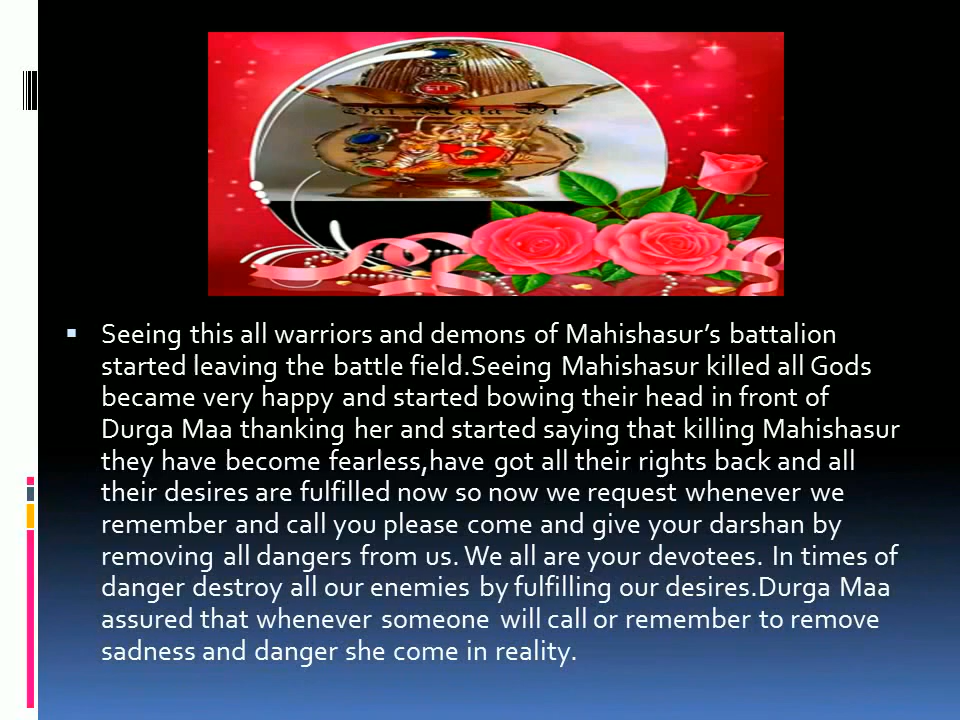 Jai Mata Di
Seeing this all warriors and demons of Mahishasur’s battalion
started leaving the battle field.Seeing Mahishasur killed all Gods
became very happy and started bowing their head in front of
Durga Maa thanking her and started saying that killing Mahishasur
they have become fearless,have got all their rights back and all
their desires are fulfilled now so now we request whenever we
remember and call you please come and give your darshan by
removing all dangers from us. We all are your devotees. In times of
danger destroy all our enemies by fulfilling our desires.Durga Maa
assured that whenever someone will call or remember to remove
sadness and danger she come in reality.